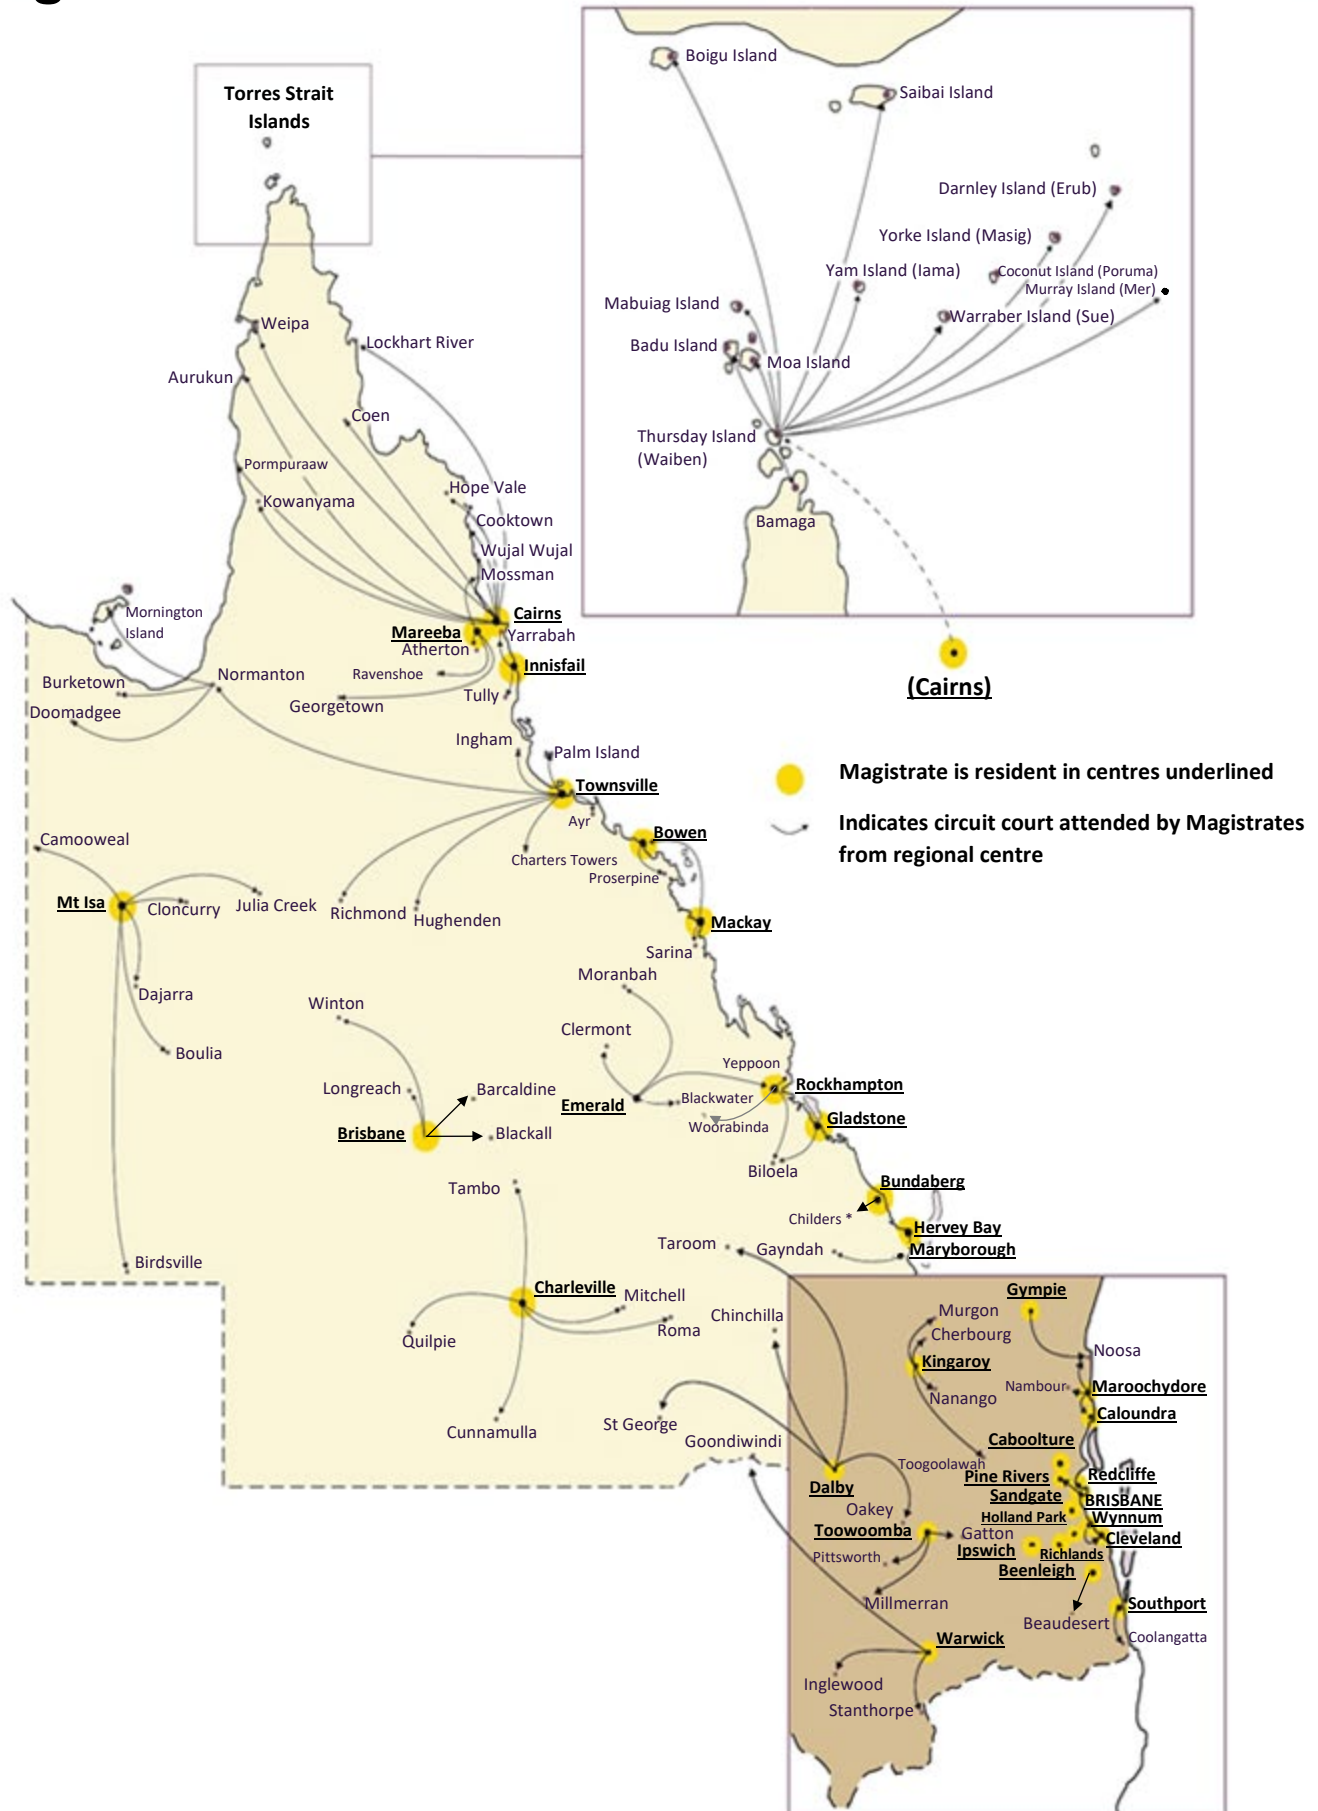 Torres Strait
Islands
Boigu Island
Saibai Island
Darnley Island (Erub)
Yorke Island (Masig)
Yam Island (Iama)
Coconut Island (Poruma)
Murray Island (Mer)
Mabuiag Island
Warraber Island (Sue)
Badu Island
Moa Island
Thursday Island
(Waiben)
Bamaga
(Cairns)
Weipa
Lockhart River
Aurukun
Coen
Pormpuraaw
Kowanyama
Hope Vale
Cooktown
Wujal Wujal
Mossman
Cairns
Mareeba
Yarrabah
Atherton
Innisfail
Ravenshoe
Tully
Georgetown
Mornington
Island
Normanton
Burketown
Doomadgee
Ingham
Palm Island
Townsville
Ayr
Magistrate is resident in centres underlined
Indicates circuit court attended by Magistrates
from regional centre
Bowen
Charters Towers
Proserpine
Camooweal
Mt Isa
Cloncurry
Julia Creek
Richmond
Hughenden
Mackay
Sarina
Moranbah
Dajarra
Winton
Clermont
Boulia
Yeppoon
Rockhampton
Longreach
Barcaldine
Emerald
Blackwater
Woorabinda
Gladstone
Brisbane
Blackall
Biloela
Tambo
Bundaberg
Childers *
Hervey Bay
Taroom
Gayndah
Maryborough
Birdsville
Charleville
Mitchell
Chinchilla
Roma
Quilpie
Cunnamulla
St George
Goondiwindi
Gympie
Murgon
Cherbourg
Noosa
Kingaroy
Nambour
Maroochydore
Nanango
Caloundra
Caboolture
Toogoolawah
Pine Rivers
Redcliffe
Dalby
Sandgate
BRISBANE
Oakey
Holland Park
Wynnum
Toowoomba
Gatton
Cleveland
Ipswich
Richlands
Pittsworth
Beenleigh
Millmerran
Southport
Beaudesert
Coolangatta
Warwick
Inglewood
Stanthorpe